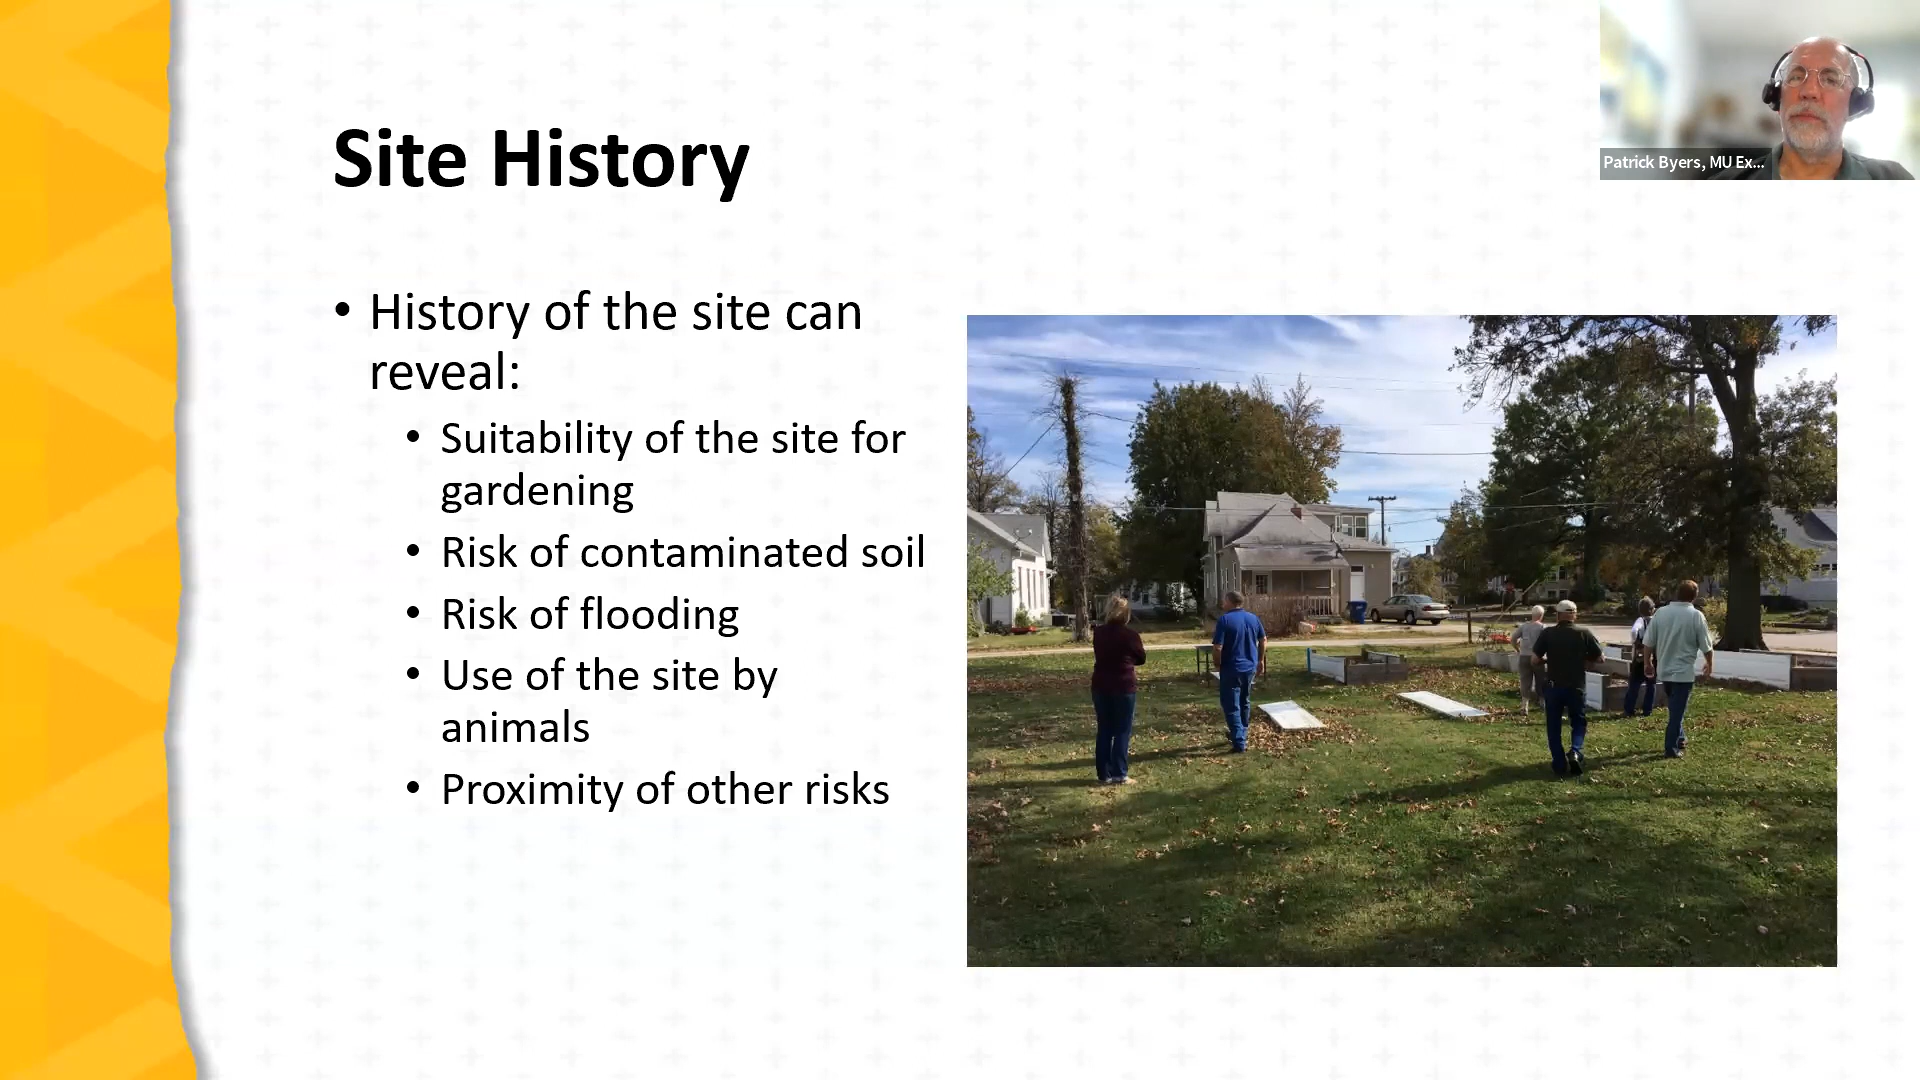 Patrick Byers, MU Ex...
Site History
• History of the site can
reveal:
• Suitability of the site for
gardening
• Risk of contaminated soil
• Risk of flooding
• Use of the site by
animals
• Proximity of other risks